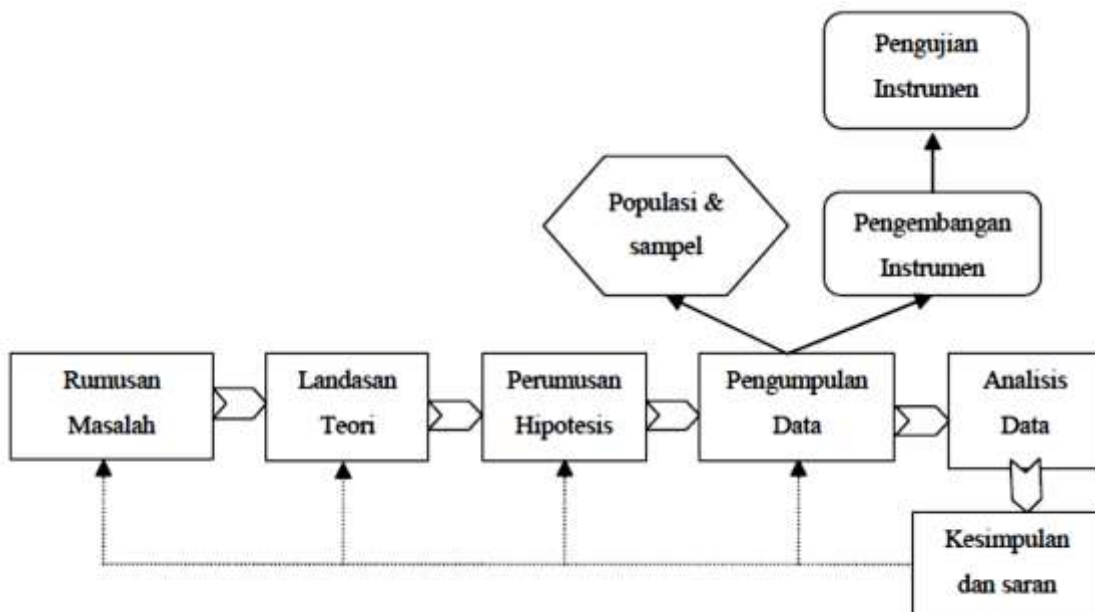 Pengujian
Instrumen
Populasi &
sampel
Pengembangan
Instrumen
Rumusan
Masalah
Landasan
Teori
Perumusan
Hipotesis
Pengumpulan
Data
Analisis
Data
Kesimpulan
dan saran